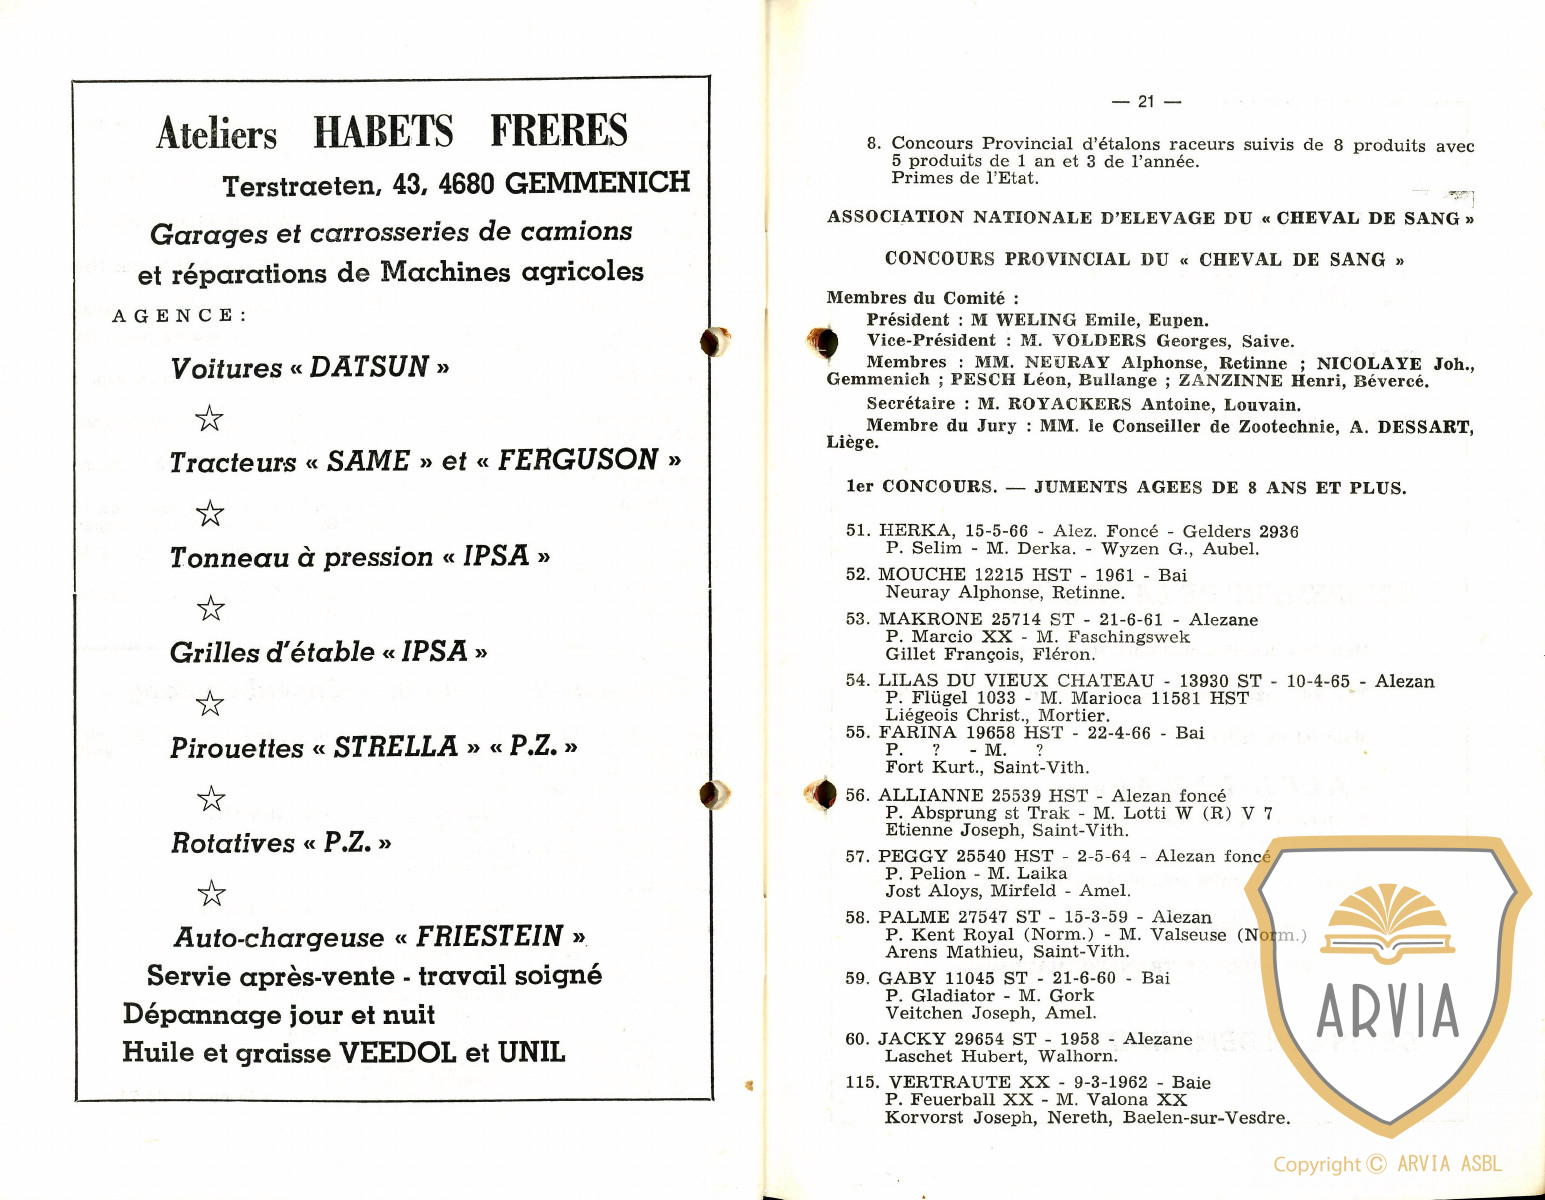 Ateliers HABETS FRERES
Terstraeten, 43, 4680 GEMMENICH
Garages et carrosseries de camions
et réparations de Machines agricoles
AGENCE:
Voitures « DATSUN »
Tracteurs « SAME » et « FERGUSON »
Tonneau à pression « IPSA »
Grilles d'étable « IPSA »
Pirouettes « STRELLA » « P.Z. »
Rotatives « P.Z. »
Auto-chargeuse « FRIESTEIN »
Servie après-vente - travail soigné
Dépannage jour et nuit
Huile et graisse VEEDOL et UNIL
— 21 —
8. Concours Provincial d'étalons raceurs suivis de 8 produits avec
5 produits de 1 an et 3 de l'année.
Primes de l'Etat.
ASSOCIATION NATIONALE D'ELEVAGE DU « CHEVAL DE SANG »
CONCOURS PROVINCIAL DU « CHEVAL DE SANG »
Membres du Comité :
Président : M WELING Emile, Eupen.
Vice-Président : M. VOLDERS Georges, Saive.
Membres : MM. NEURAY Alphonse, Retinne ; NICOLAYE Joh.,
Gemmenich ; PESCH Léon, Bullange ; ZANZINNE Henri, Bévercé.
Secrétaire : M. ROYACKERS Antoine, Louvain.
Membre du Jury : MM. le Conseiller de Zootechnie, A. DESSART,
Liège.
1er CONCOURS. — JUMENTS AGEES DE 8 ANS ET PLUS.
51. HERKA, 15-5-66 - Alez. Foncé - Gelders 2936
P. Selim - M. Derka. - Wyzen G., Aubel.
52. MOUCHE 12215 HST - 1961 - Bai
Neuray Alphonse, Retinne.
53. MAKRONE 25714 ST - 21-6-61 - Alezane
P. Marcio XX - M. Faschingswek
Gillet François, Fléron.
54. LILAS DU VIEUX CHATEAU - 13930 ST - 10-4-65 - Alezan
P. Flügel 1033 - M. Marioca 11581 HST
Liégeois Christ., Mortier.
55. FARINA 19658 HST - 22-4-66 - Bai
P. ? - M. ?
Fort Kurt., Saint-Vith.
56. ALLIANNE 25539 HST - Alezan foncé
P. Absprung st Trak - M. Lotti W (R) V 7
Etienne Joseph, Saint-Vith.
57. PEGGY 25540 HST - 2-5-64 - Alezan foncé
P. Pelion - M. Laika
Jost Aloys, Mirfeld - Amel.
58. PALME 27547 ST - 15-3-59 - Alezan
P. Kent Royal (Norm.) - M. Valseuse (Norm.)
Arens Mathieu, Saint-Vith.
59. GABY 11045 ST - 21-6-60 - Bai
P. Gladiator - M. Gork
Veitchen Joseph, Amel.
60. JACKY 29654 ST - 1958 - Alezane
Laschet Hubert, Walhorn.
115. VERTRAUTE XX - 9-3-1962 - Baie
P. Feuerball XX - M. Valona XX
Korvorst Joseph, Nereth, Baelen-sur-Vesdre.
ARVIA
Copyright © ARVIA ASBL